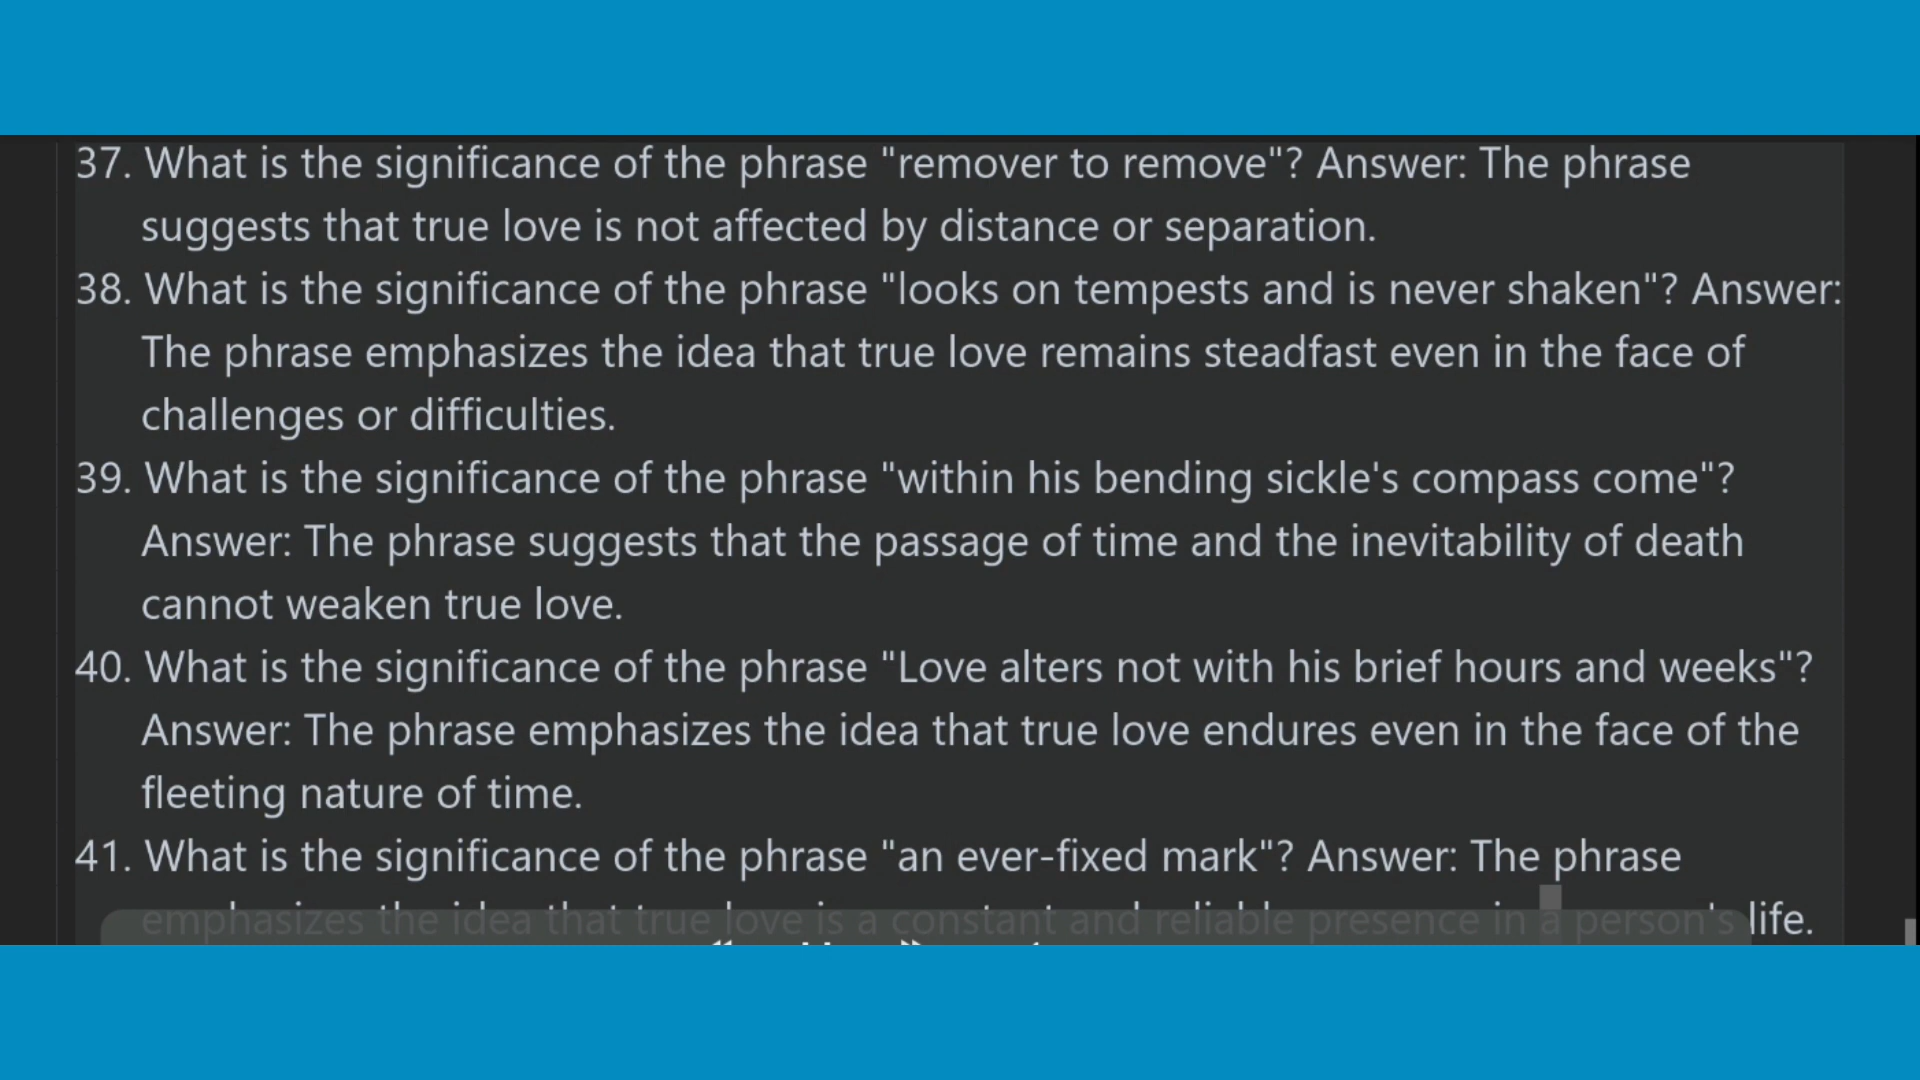 37. What is the significance of the phrase "remover to remove"? Answer: The phrase
suggests that true love is not affected by distance or separation.
38. What is the significance of the phrase "looks on tempests and is never shaken"? Answer:
The phrase emphasizes the idea that true love remains steadfast even in the face of
challenges or difficulties.
39. What is the significance of the phrase "within his bending sickle's compass come"?
Answer: The phrase suggests that the passage of time and the inevitability of death
cannot weaken true love.
40. What is the significance of the phrase "Love alters not with his brief hours and weeks"?
Answer: The phrase emphasizes the idea that true love endures even in the face of the
fleeting nature of time.
41. What is the significance of the phrase "an ever-fixed mark"? Answer: The phrase
emphasizes the idea that true love is a constant and reliable presence in a person's life.